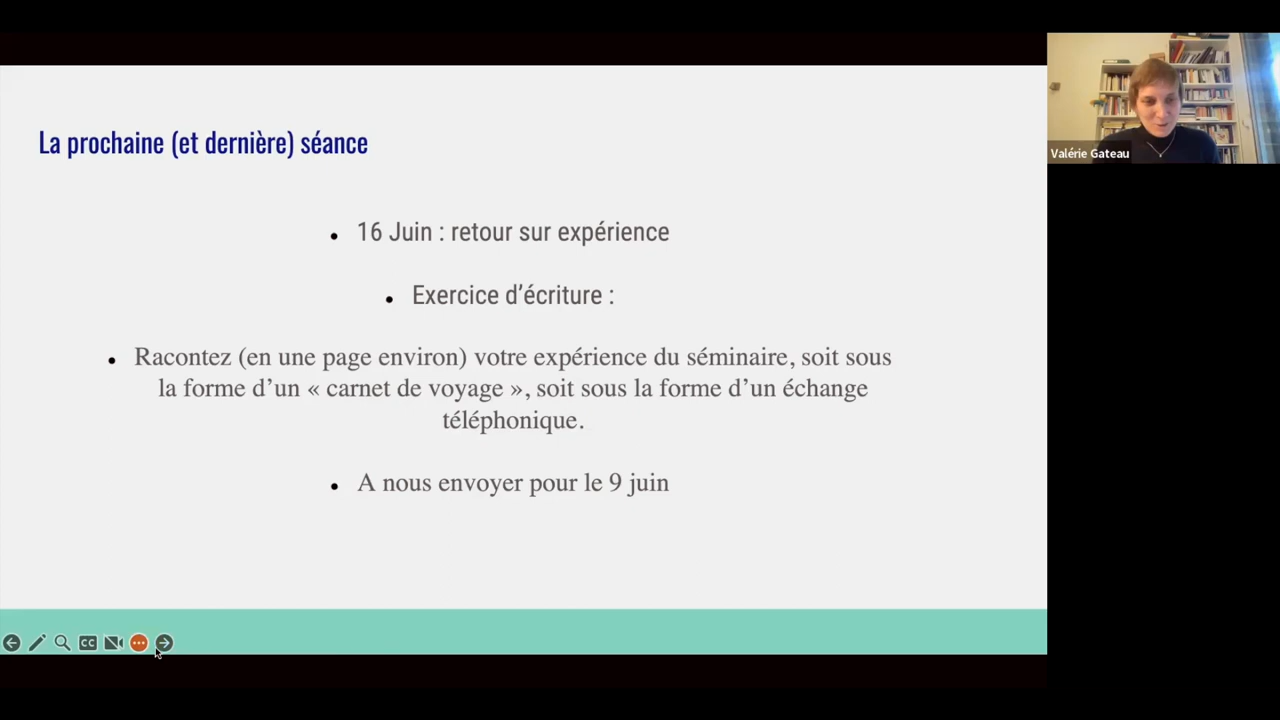 La prochaine (et dernière) séance
16 Juin : retour sur expérience
Exercice d’écriture :
Racontez (en une page environ) votre expérience du séminaire, soit sous
la forme d’un « carnet de voyage », soit sous la forme d’un échange
téléphonique.
A nous envoyer pour le 9 juin
Valérie Gateau
CC